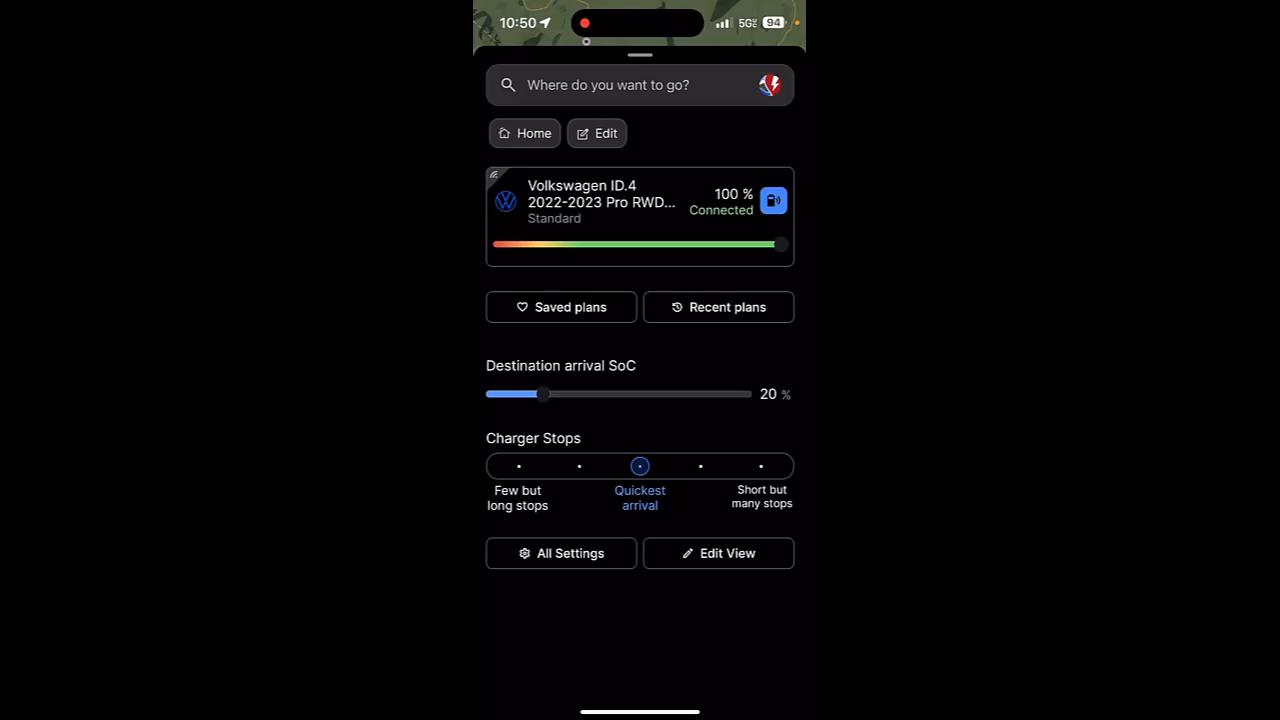 10:50
5G
94
Where do you want to go?
Home
Edit
Volkswagen ID.4
2022-2023 Pro RWD...
Standard
100 %
Connected
Saved plans
Recent plans
Destination arrival SoC
20 %
Charger Stops
Few but
long stops
Quickest
arrival
Short but
many stops
All Settings
Edit View